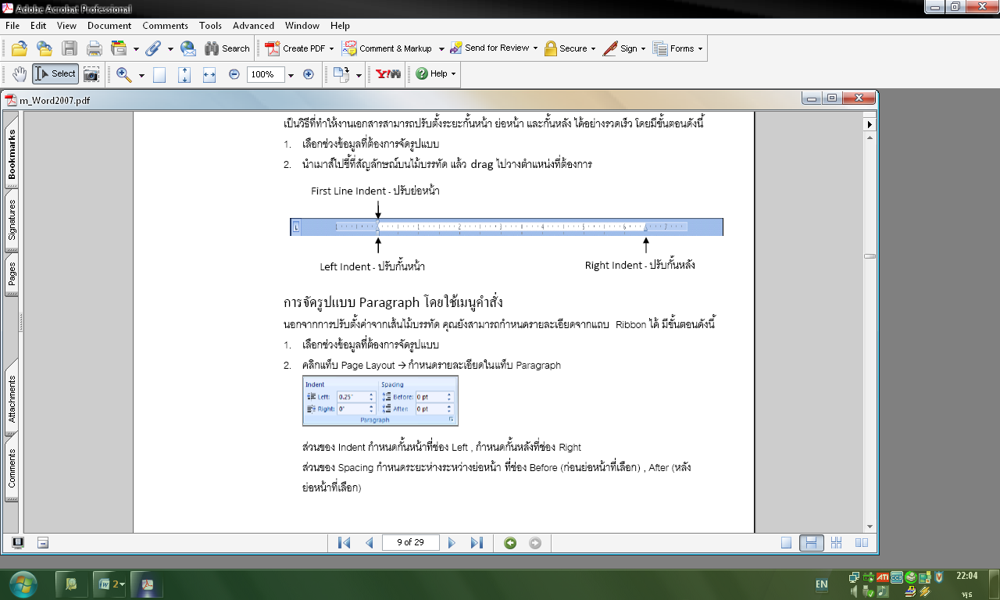 Adobe Acrobat Professional
File Edit View Document Comments Tools Advanced Window Help
Search Create PDF Comment & Markup Send for Review Secure Sign Forms
Select 100% Y! Help
m_Word2007.pdf
Bookmarks
Signatures
Pages
Attachments
Comments
เป็นวิธีที่ทำให้งานเอกสารสามารถปรับตั้งระยะกั้นหน้า ย่อหน้า และกั้นหลัง ได้อย่างรวดเร็ว โดยมีขั้นตอนดังนี้
1. เลือกช่วงข้อมูลที่ต้องการจัดรูปแบบ
2. นำเมาส์ไปชี้ที่สัญลักษณ์บนไม้บรรทัด แล้ว drag ไปวางตำแหน่งที่ต้องการ
First Line Indent - ปรับย่อหน้า
L 1 1 2 3 4 5 6 7
Left Indent - ปรับกั้นหน้า
Right Indent - ปรับกั้นหลัง
การจัดรูปแบบ Paragraph โดยใช้เมนูคำสั่ง
นอกจากการปรับตั้งค่าจากเส้นไม้บรรทัด คุณยังสามารถกำหนดรายละเอียดจากแถบ Ribbon ได้ มีขั้นตอนดังนี้
1. เลือกช่วงข้อมูลที่ต้องการจัดรูปแบบ
2. คลิกแท็บ Page Layout → กำหนดรายละเอียดในแท็บ Paragraph
Indent Spacing
Left: 0.25" Before: 0 pt
Right: 0" After: 0 pt
Paragraph
ส่วนของ Indent กำหนดกั้นหน้าที่ช่อง Left , กำหนดกั้นหลังที่ช่อง Right
ส่วนของ Spacing กำหนดระยะห่างระหว่างย่อหน้า ที่ช่อง Before (ก่อนย่อหน้าที่เลือก) , After (หลัง
ย่อหน้าที่เลือก)
9 of 29
2 EN ATI CCS 22:04
พุธ